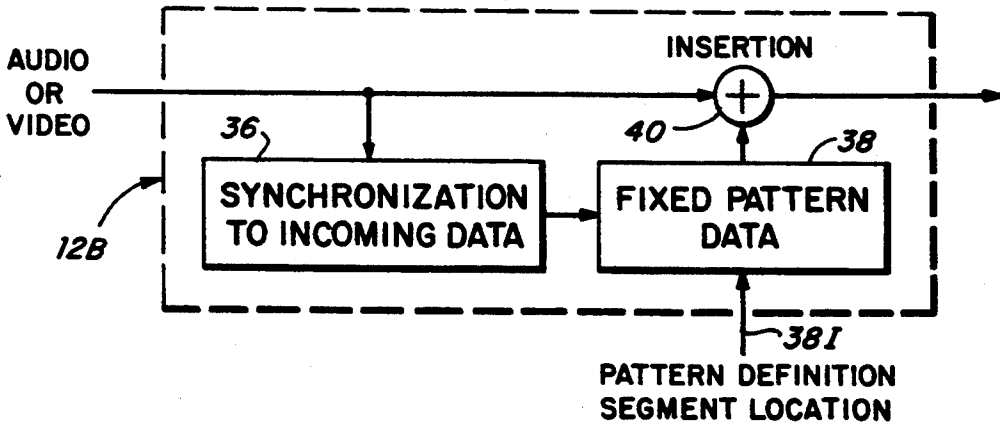 INSERTION
AUDIO
OR
VIDEO
40
36
38
SYNCHRONIZATION
TO INCOMING DATA
FIXED PATTERN
DATA
12B
38I
PATTERN DEFINITION
SEGMENT LOCATION